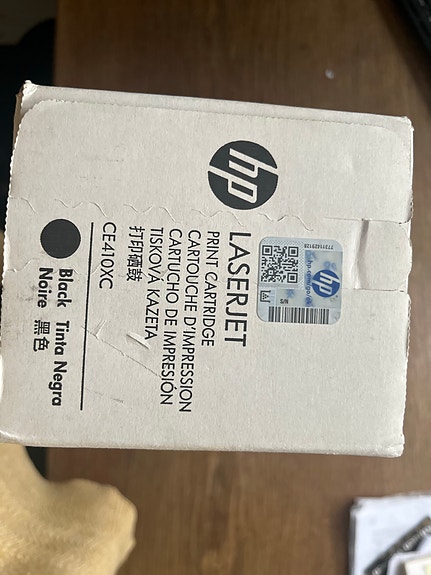 hp
LASERJET
PRINT CARTRIDGE
CARTOUCHE D'IMPRESSION
CARTUCHO DE IMPRESIÓN
TISKOVÁ KAZETA
打印硒鼓
CE410XC
Black Tinta Negra
Noire 黑色
hp